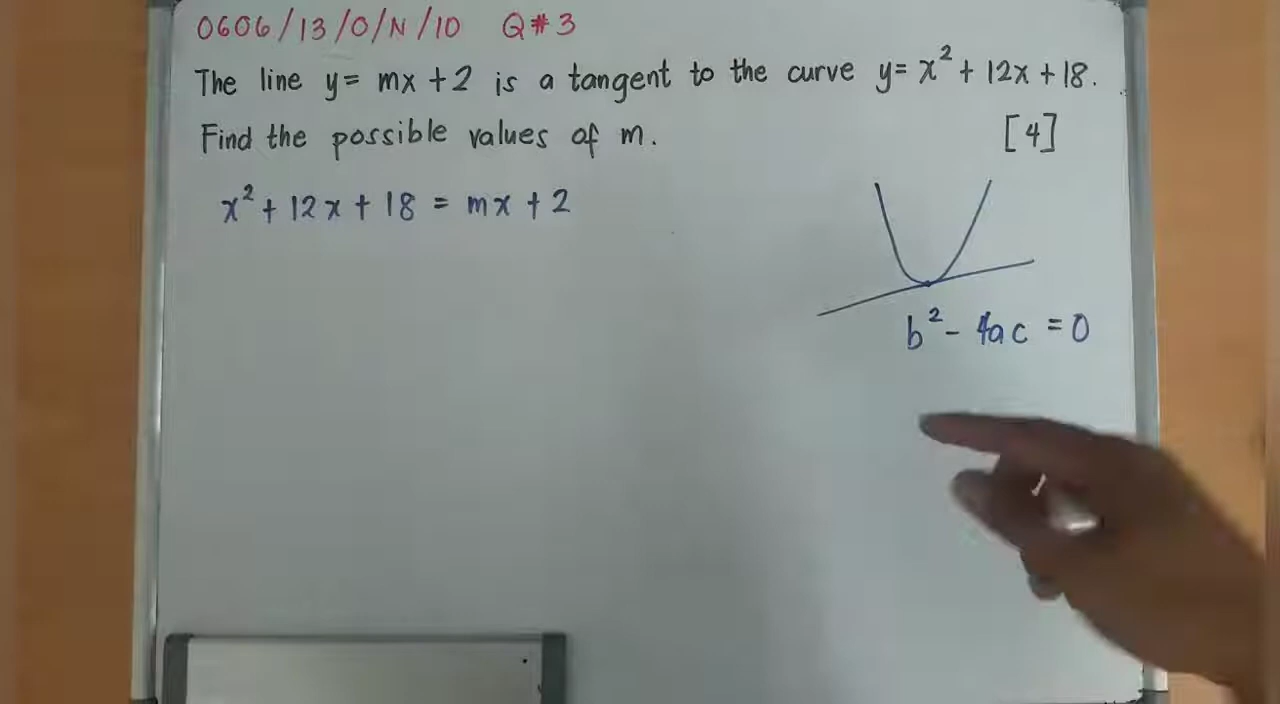 0606/13/O/N/10 Q#3
The line y = mx + 2 is a tangent to the curve y = x² + 12x + 18.
Find the possible values of m. [4]
x² + 12x + 18 = mx + 2
b² - 4ac = 0